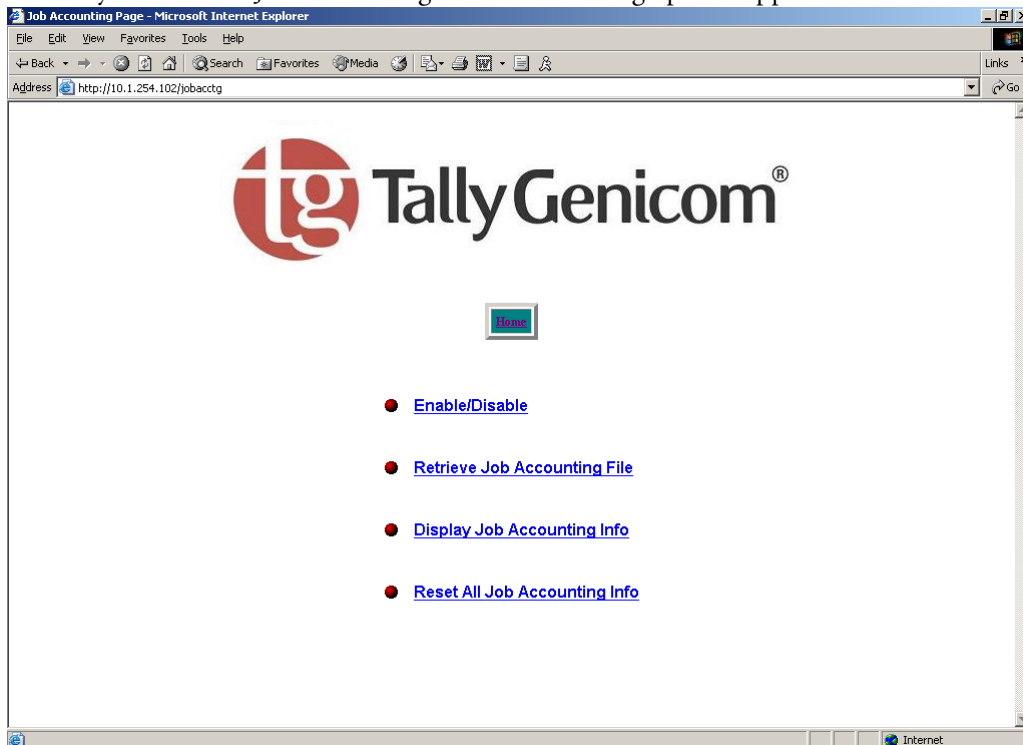 Job Accounting Page - Microsoft Internet Explorer
File Edit View Favorites Tools Help
Back Search Favorites Media Links
Address http://10.1.254.102/jobacctg Go
tg TallyGenicom®
Home
Enable/Disable
Retrieve Job Accounting File
Display Job Accounting Info
Reset All Job Accounting Info
Internet